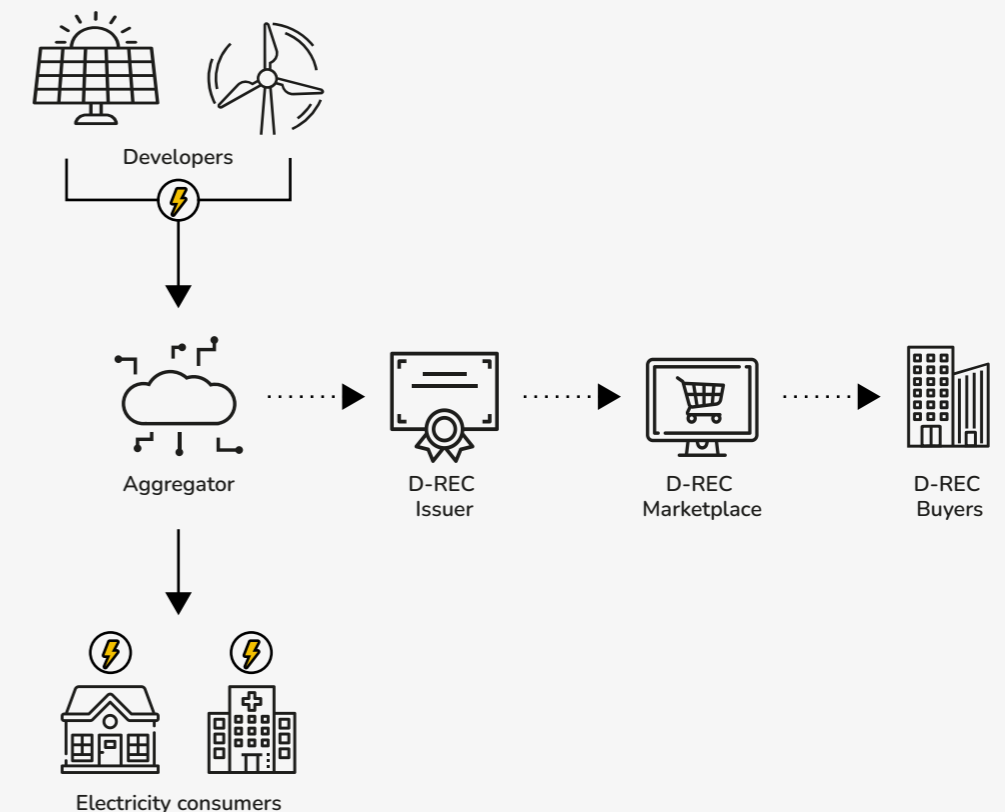 Developers
Aggregator
D-REC
Issuer
D-REC
Marketplace
D-REC
Buyers
Electricity consumers